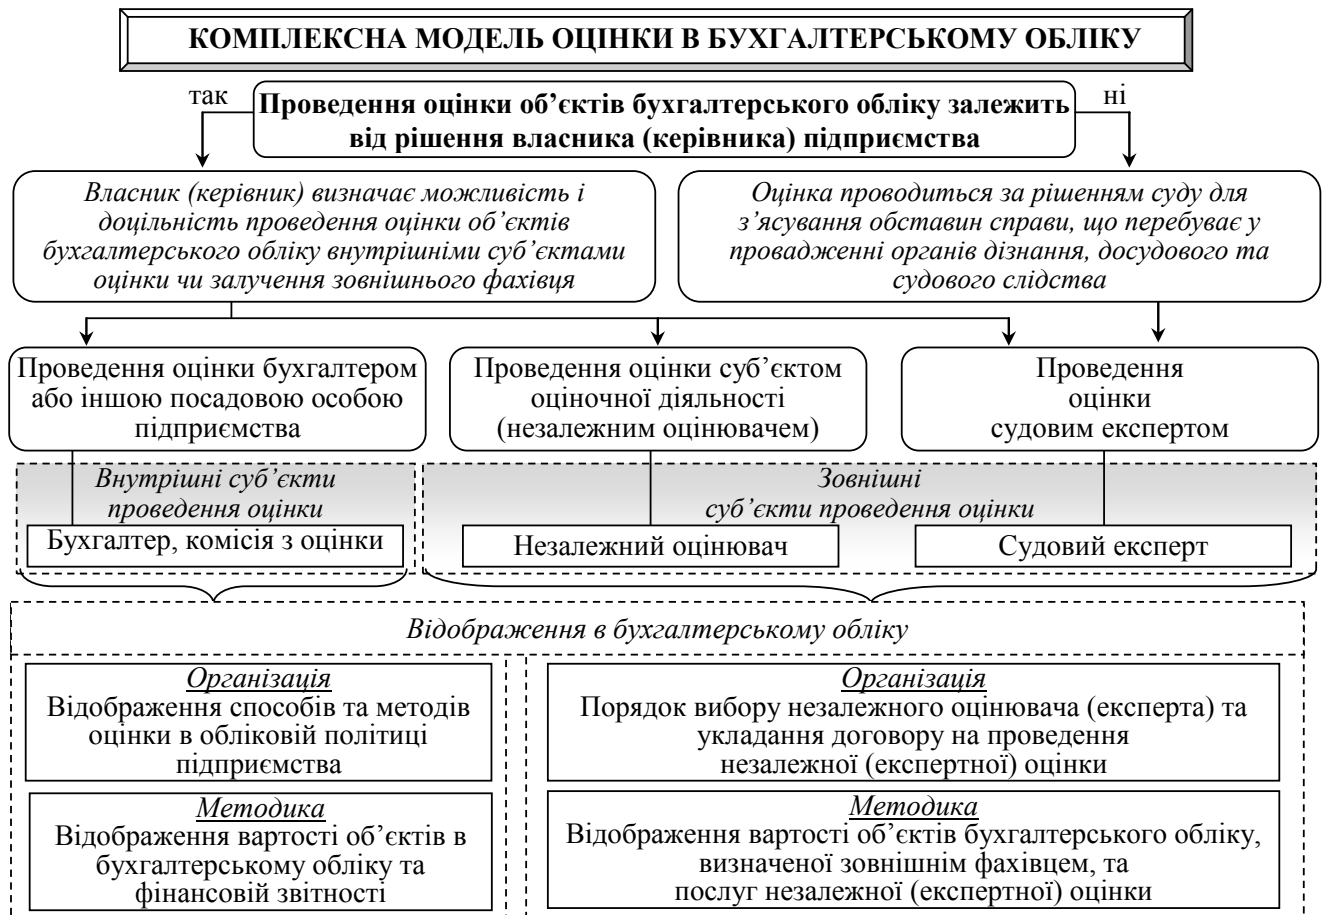 КОМПЛЕКСНА МОДЕЛЬ ОЦІНКИ В БУХГАЛТЕРСЬКОМУ ОБЛІКУ
так
Проведення оцінки об’єктів бухгалтерського обліку залежить
від рішення власника (керівника) підприємства
ні
Власник (керівник) визначає можливість і
доцільність проведення оцінки об’єктів
бухгалтерського обліку внутрішніми суб’єктами
оцінки чи залучення зовнішнього фахівця
Оцінка проводиться за рішенням суду для
з’ясування обставин справи, що перебуває у
провадженні органів дізнання, досудового та
судового слідства
Проведення оцінки бухгалтером
або іншою посадовою особою
підприємства
Проведення оцінки суб’єктом
оціночної діяльності
(незалежним оцінювачем)
Проведення
оцінки
судовим експертом
Внутрішні суб’єкти
проведення оцінки
Бухгалтер, комісія з оцінки
Зовнішні
суб’єкти проведення оцінки
Незалежний оцінювач
Судовий експерт
Відображення в бухгалтерському обліку
Організація
Відображення способів та методів
оцінки в обліковій політиці
підприємства
Організація
Порядок вибору незалежного оцінювача (експерта) та
укладання договору на проведення
незалежної (експертної) оцінки
Методика
Відображення вартості об’єктів в
бухгалтерському обліку та
фінансовій звітності
Методика
Відображення вартості об’єктів бухгалтерського обліку,
визначеної зовнішнім фахівцем, та
послуг незалежної (експертної) оцінки